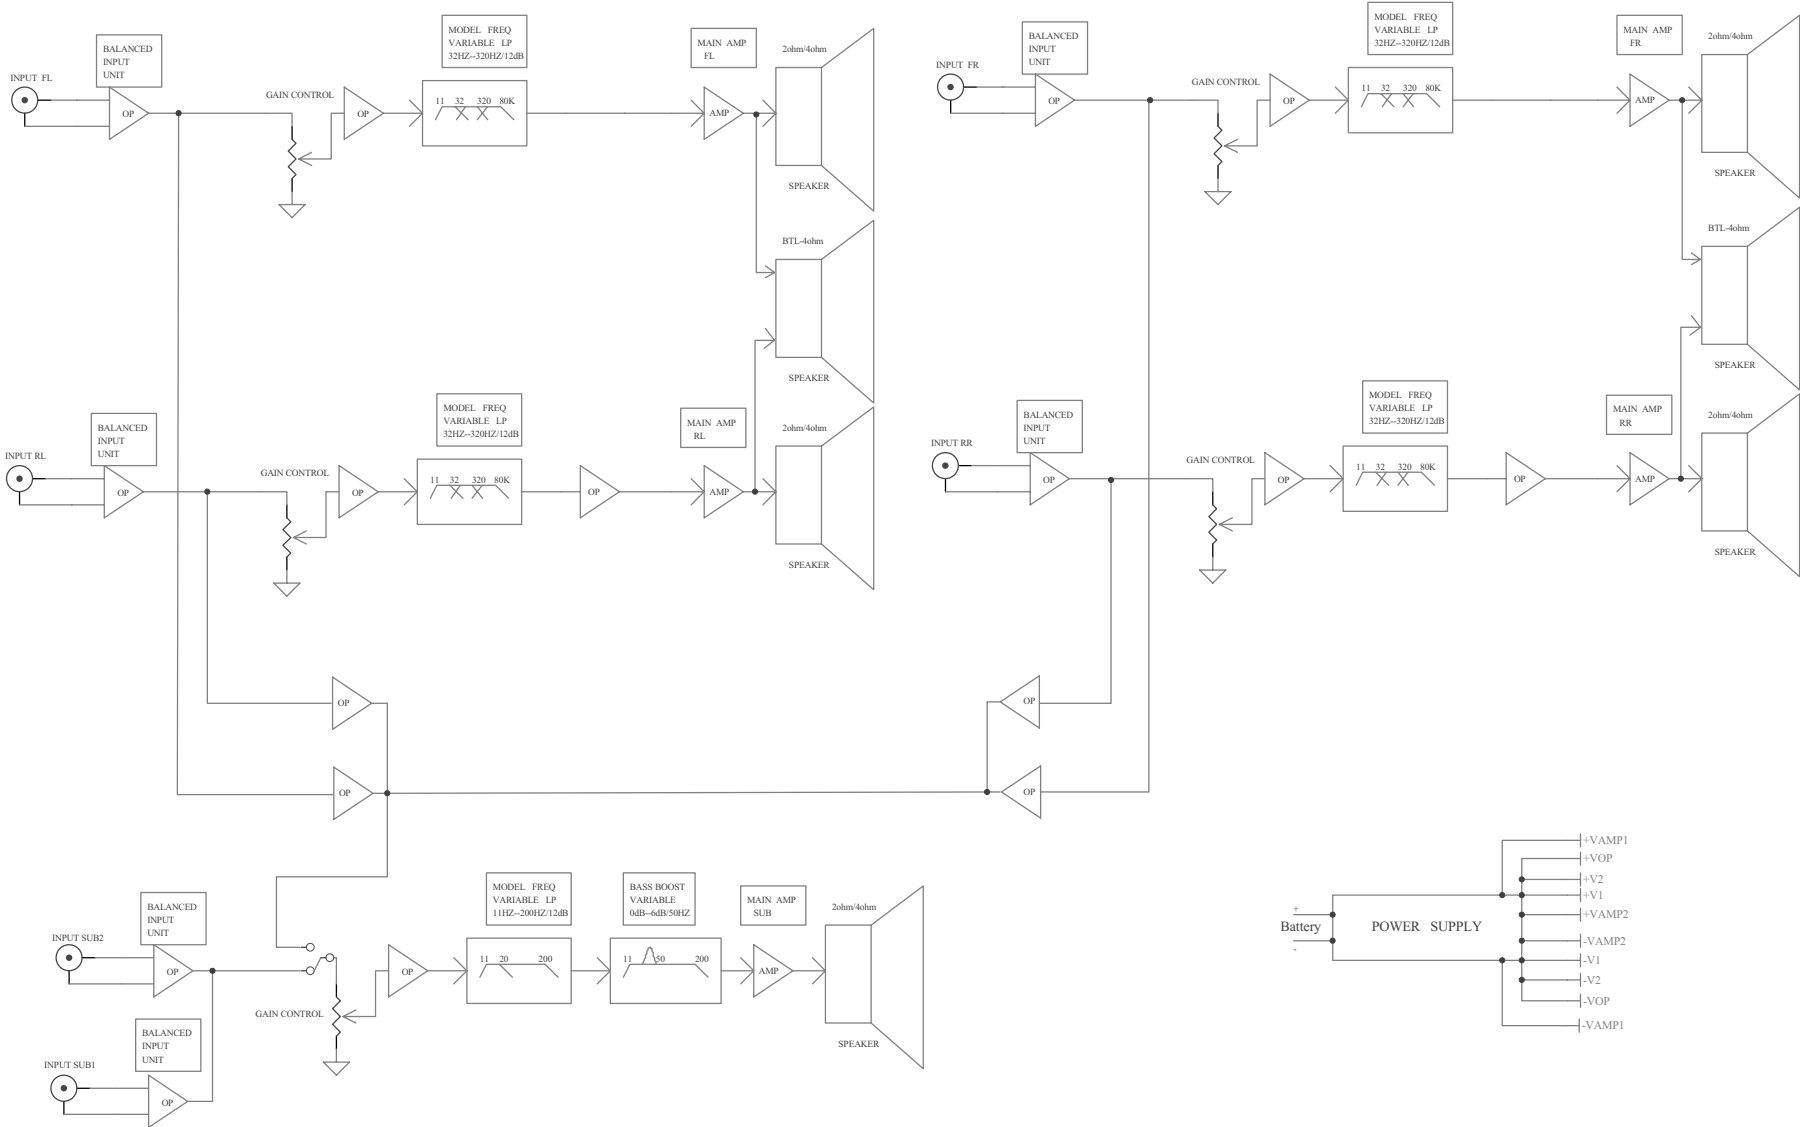 MODEL FREQ
VARIABLE LP
32HZ--320HZ/12dB
MAIN AMP
FL
2ohm/4ohm
BALANCED
INPUT
UNIT
INPUT FL
OP
GAIN CONTROL
OP
11 32 320 80K
AMP
SPEAKER
BTL-4ohm
SPEAKER
MODEL FREQ
VARIABLE LP
32HZ--320HZ/12dB
MAIN AMP
RL
2ohm/4ohm
BALANCED
INPUT
UNIT
INPUT RL
OP
GAIN CONTROL
OP
11 32 320 80K
OP
AMP
SPEAKER
MODEL FREQ
VARIABLE LP
32HZ--320HZ/12dB
MAIN AMP
FR
2ohm/4ohm
BALANCED
INPUT
UNIT
INPUT FR
OP
GAIN CONTROL
OP
11 32 320 80K
AMP
SPEAKER
BTL-4ohm
SPEAKER
MODEL FREQ
VARIABLE LP
32HZ--320HZ/12dB
MAIN AMP
RR
2ohm/4ohm
BALANCED
INPUT
UNIT
INPUT RR
OP
GAIN CONTROL
OP
11 32 320 80K
OP
AMP
SPEAKER
OP
OP
OP
OP
MODEL FREQ
VARIABLE LP
11HZ--200HZ/12dB
BASS BOOST
VARIABLE
0dB--6dB/50HZ
MAIN AMP
SUB
2ohm/4ohm
BALANCED
INPUT
UNIT
INPUT SUB2
OP
GAIN CONTROL
OP
11 20 200
11 50 200
AMP
SPEAKER
BALANCED
INPUT
UNIT
INPUT SUB1
OP
+
Battery
-
POWER SUPPLY
+VAMP1
+VOP
+V2
+V1
+VAMP2
-VAMP2
-V1
-V2
-VOP
-VAMP1